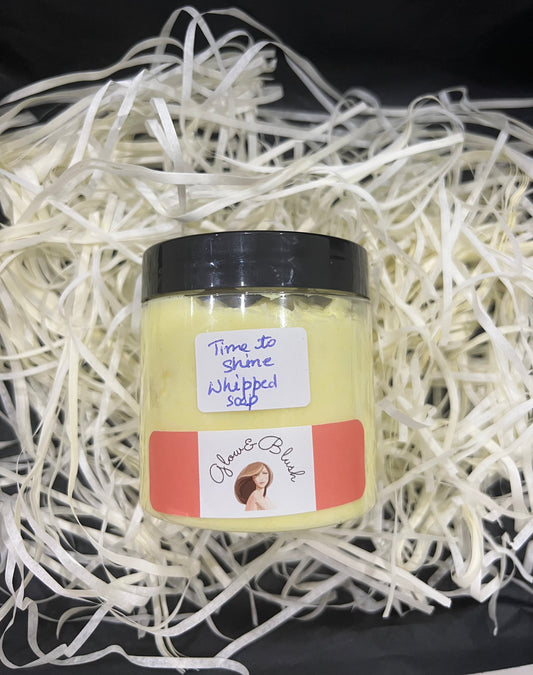 Time to
Shine
Whipped
soap
Glow & Blush